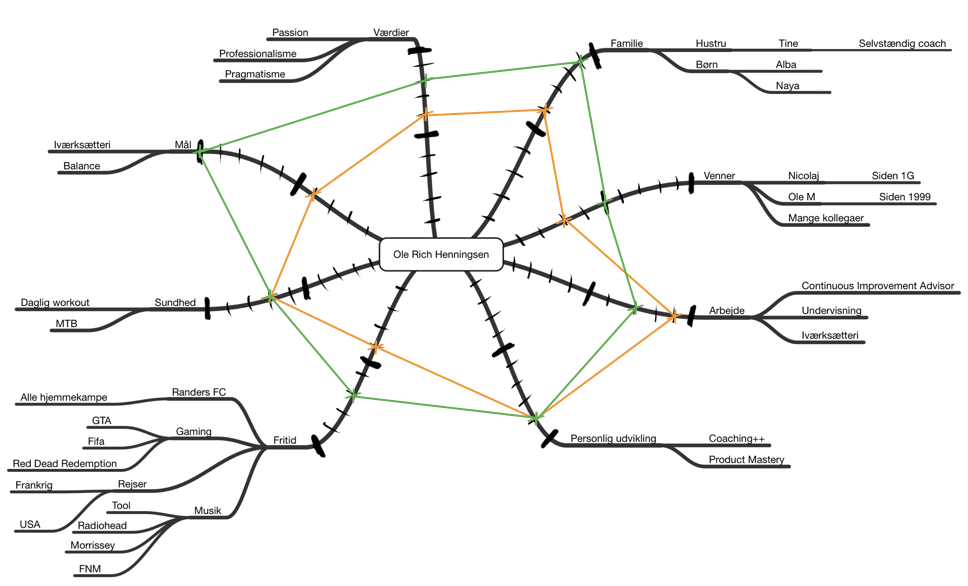 Passion
Værdier
Professionalisme
Pragmatisme
Familie
Hustru
Tine
Selvstændig coach
Børn
Alba
Naya
Iværksætteri
Mål
Balance
Venner
Nicolaj
Siden 1G
Ole M
Siden 1999
Mange kollegaer
Ole Rich Henningsen
Daglig workout
Sundhed
MTB
Continuous Improvement Advisor
Arbejde
Undervisning
Iværksætteri
Alle hjemmekampe
Randers FC
GTA
Gaming
Fifa
Red Dead Redemption
Fritid
Frankrig
Rejser
USA
Tool
Musik
Radiohead
Morrissey
FNM
Personlig udvikling
Coaching++
Product Mastery